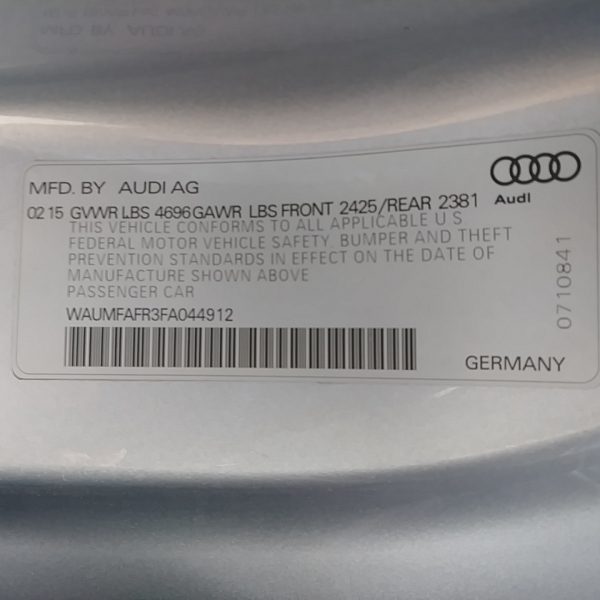 MFD. BY AUDI AG
02 15 GVWR LBS 4696 GAWR LBS FRONT 2425/REAR 2381
Audi
THIS VEHICLE CONFORMS TO ALL APPLICABLE U S
FEDERAL MOTOR VEHICLE SAFETY, BUMPER AND THEFT
PREVENTION STANDARDS IN EFFECT ON THE DATE OF
MANUFACTURE SHOWN ABOVE
PASSENGER CAR
WAUMFAFR3FA044912
GERMANY
0710841